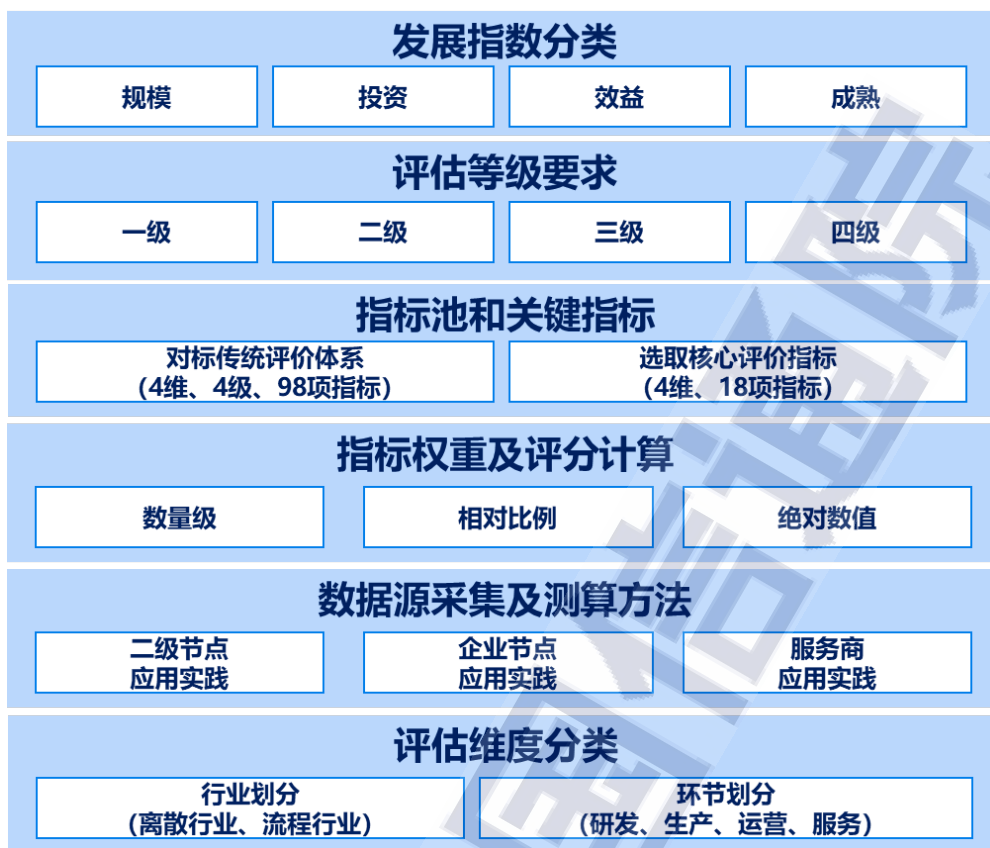 发展指数分类
规模
投资
效益
成熟
评估等级要求
一级
二级
三级
四级
指标池和关键指标
对标传统评价体系
（4维、4级、98项指标）
选取核心评价指标
（4维、18项指标）
指标权重及评分计算
数量级
相对比例
绝对数值
数据源采集及测算方法
二级节点
应用实践
企业节点
应用实践
服务商
应用实践
评估维度分类
行业划分
（离散行业、流程行业）
环节划分
（研发、生产、运营、服务）
国信通院